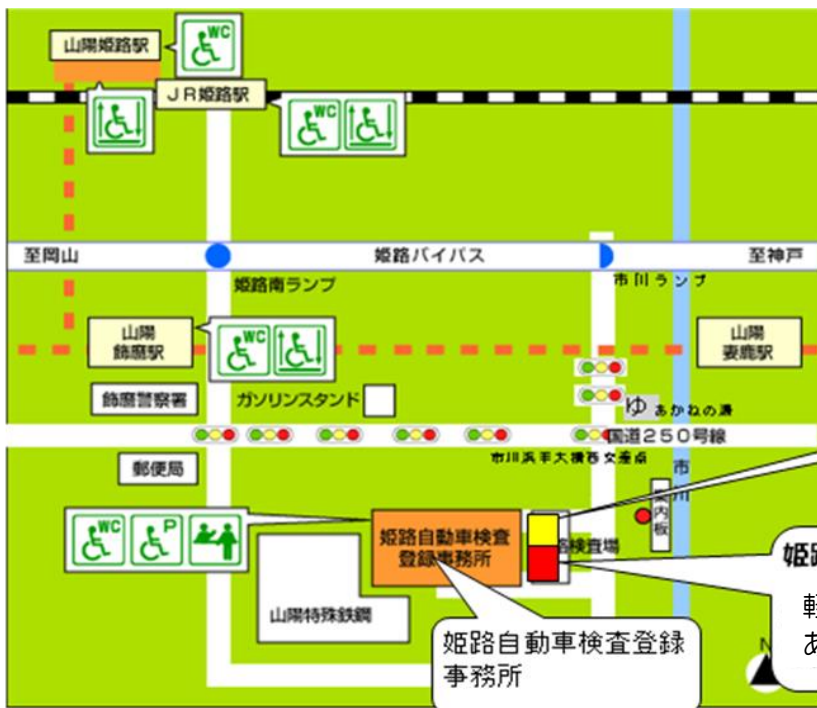 山陽姫路駅
WC
JR姫路駅
WC
至岡山
姫路バイパス
至神戸
姫路南ランプ
市川ランプ
山陽
飾磨駅
WC
山陽
妻鹿駅
飾磨警察署
ガソリンスタンド
ゆ
あかねの湯
国道250号線
市川浜手大橋西交差点
郵便局
市川
案内板
WC
P
姫路自動車検査
登録事務所
路検査場
山陽特殊鉄鋼
姫路自動車検査登録
事務所
姫路
軽
あ
N